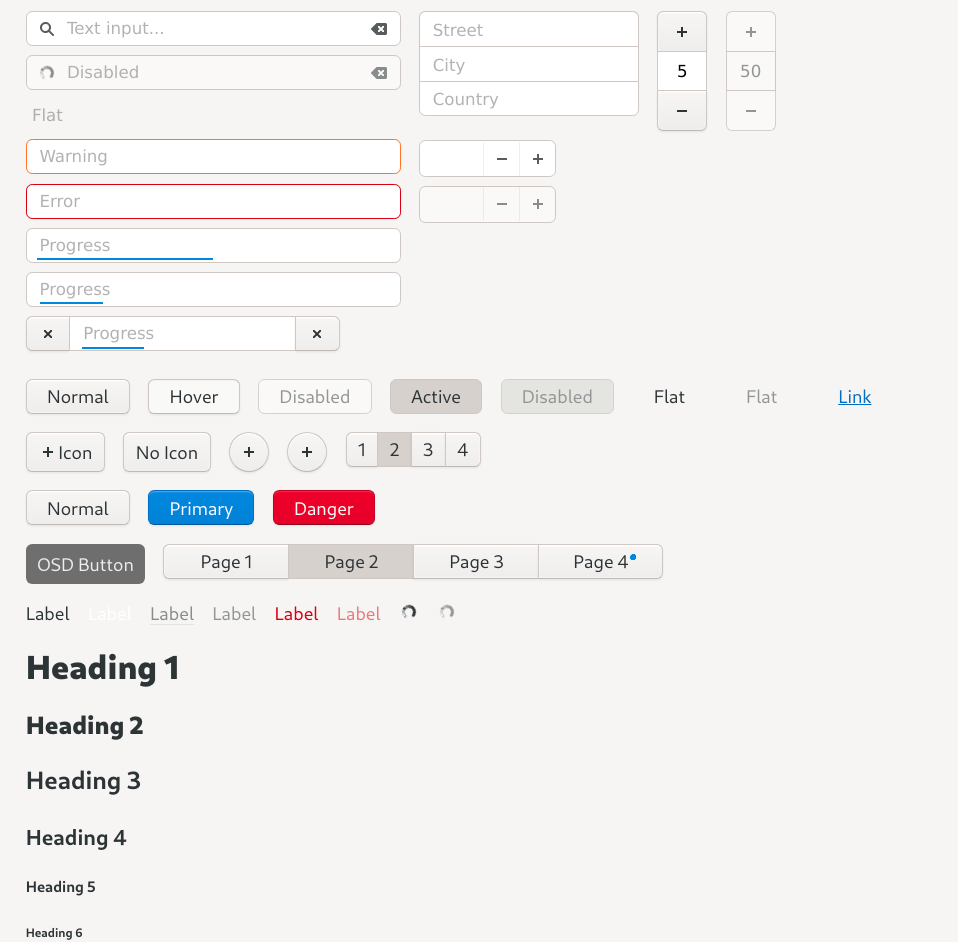 Text input...
Disabled
Flat
Warning
Error
Progress
Progress
Progress
Street
City
Country
+
5
−
+
50
−
− +
− +
Normal Hover Disabled Active Disabled Flat Flat Link
+ Icon No Icon + + 1 2 3 4
Normal Primary Danger
OSD Button Page 1 Page 2 Page 3 Page 4
Label Label Label Label Label Label
Heading 1
Heading 2
Heading 3
Heading 4
Heading 5
Heading 6